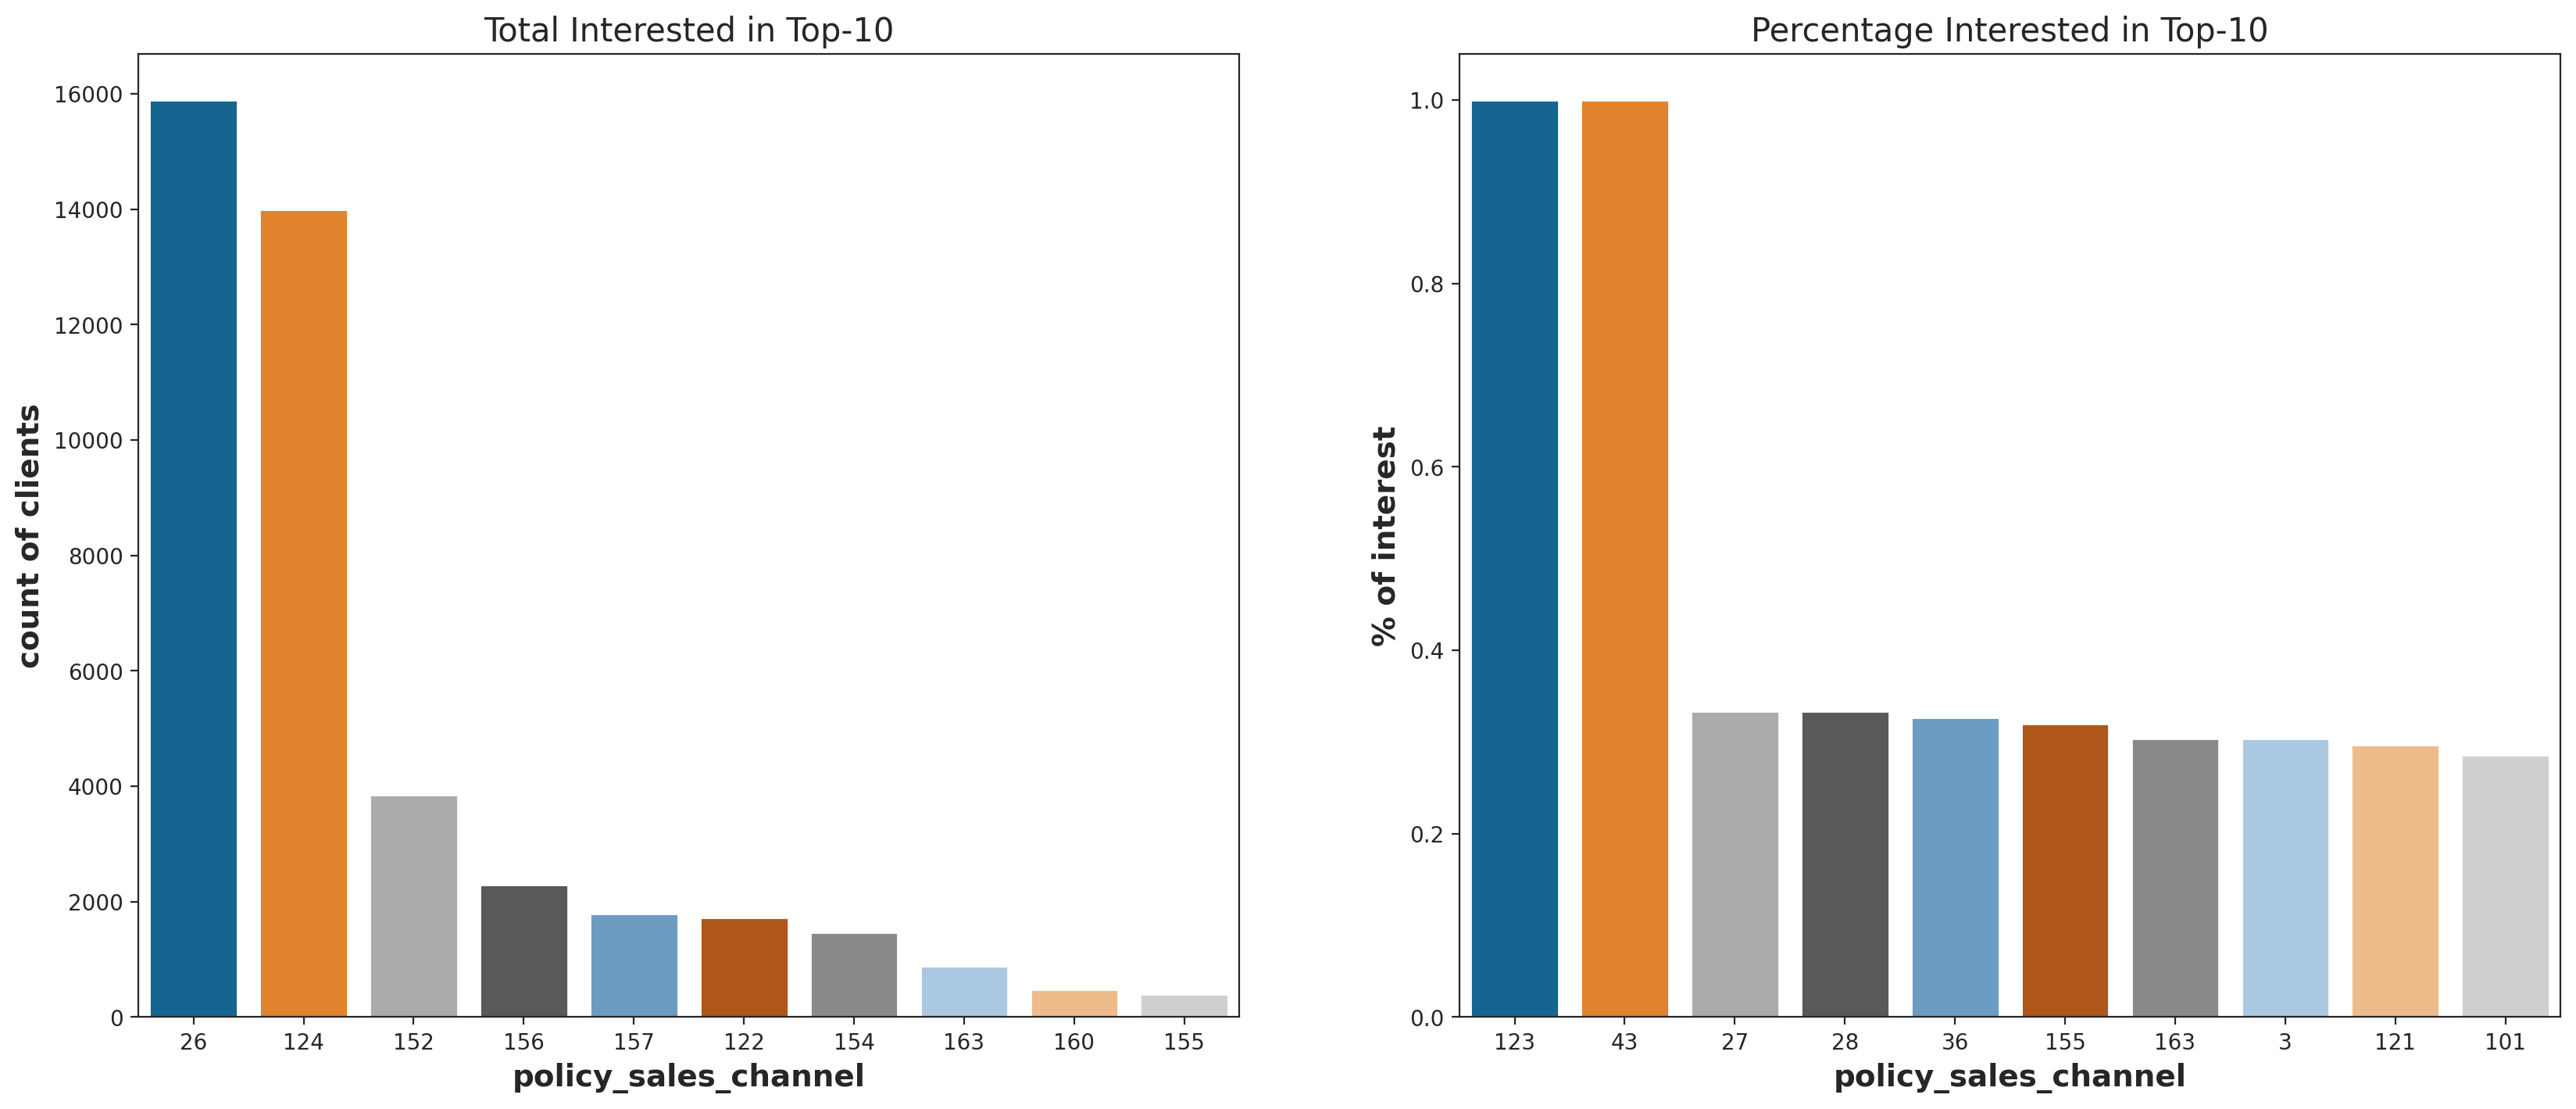 Total Interested in Top-10
16000
14000
12000
10000
8000
6000
4000
2000
0
count of clients
26 124 152 156 157 122 154 163 160 155
policy_sales_channel
Percentage Interested in Top-10
1.0
0.8
0.6
0.4
0.2
0.0
% of interest
123 43 27 28 36 155 163 3 121 101
policy_sales_channel